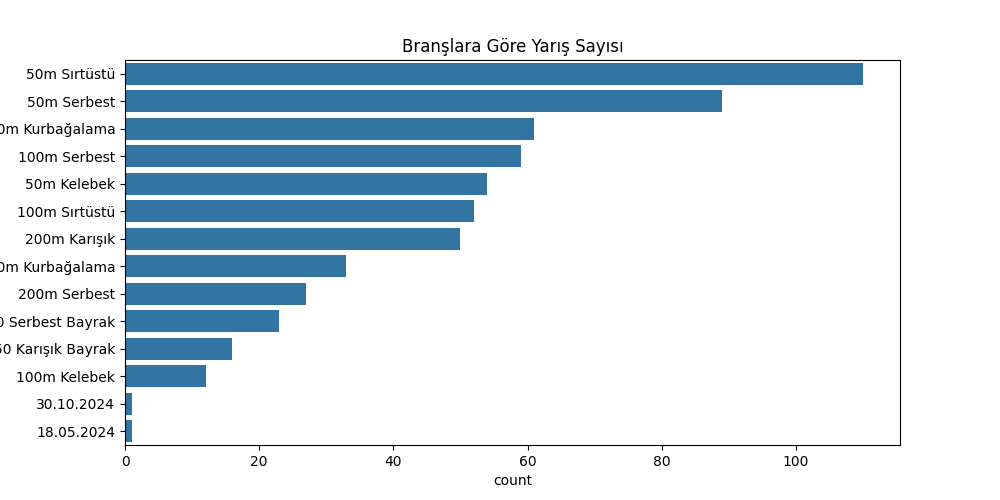 Branşlara Göre Yarış Sayısı
50m Sırtüstü
50m Serbest
0m Kurbağalama
100m Serbest
50m Kelebek
100m Sırtüstü
200m Karışık
0m Kurbağalama
200m Serbest
0 Serbest Bayrak
50 Karışık Bayrak
100m Kelebek
30.10.2024
18.05.2024
0 20 40 60 80 100
count